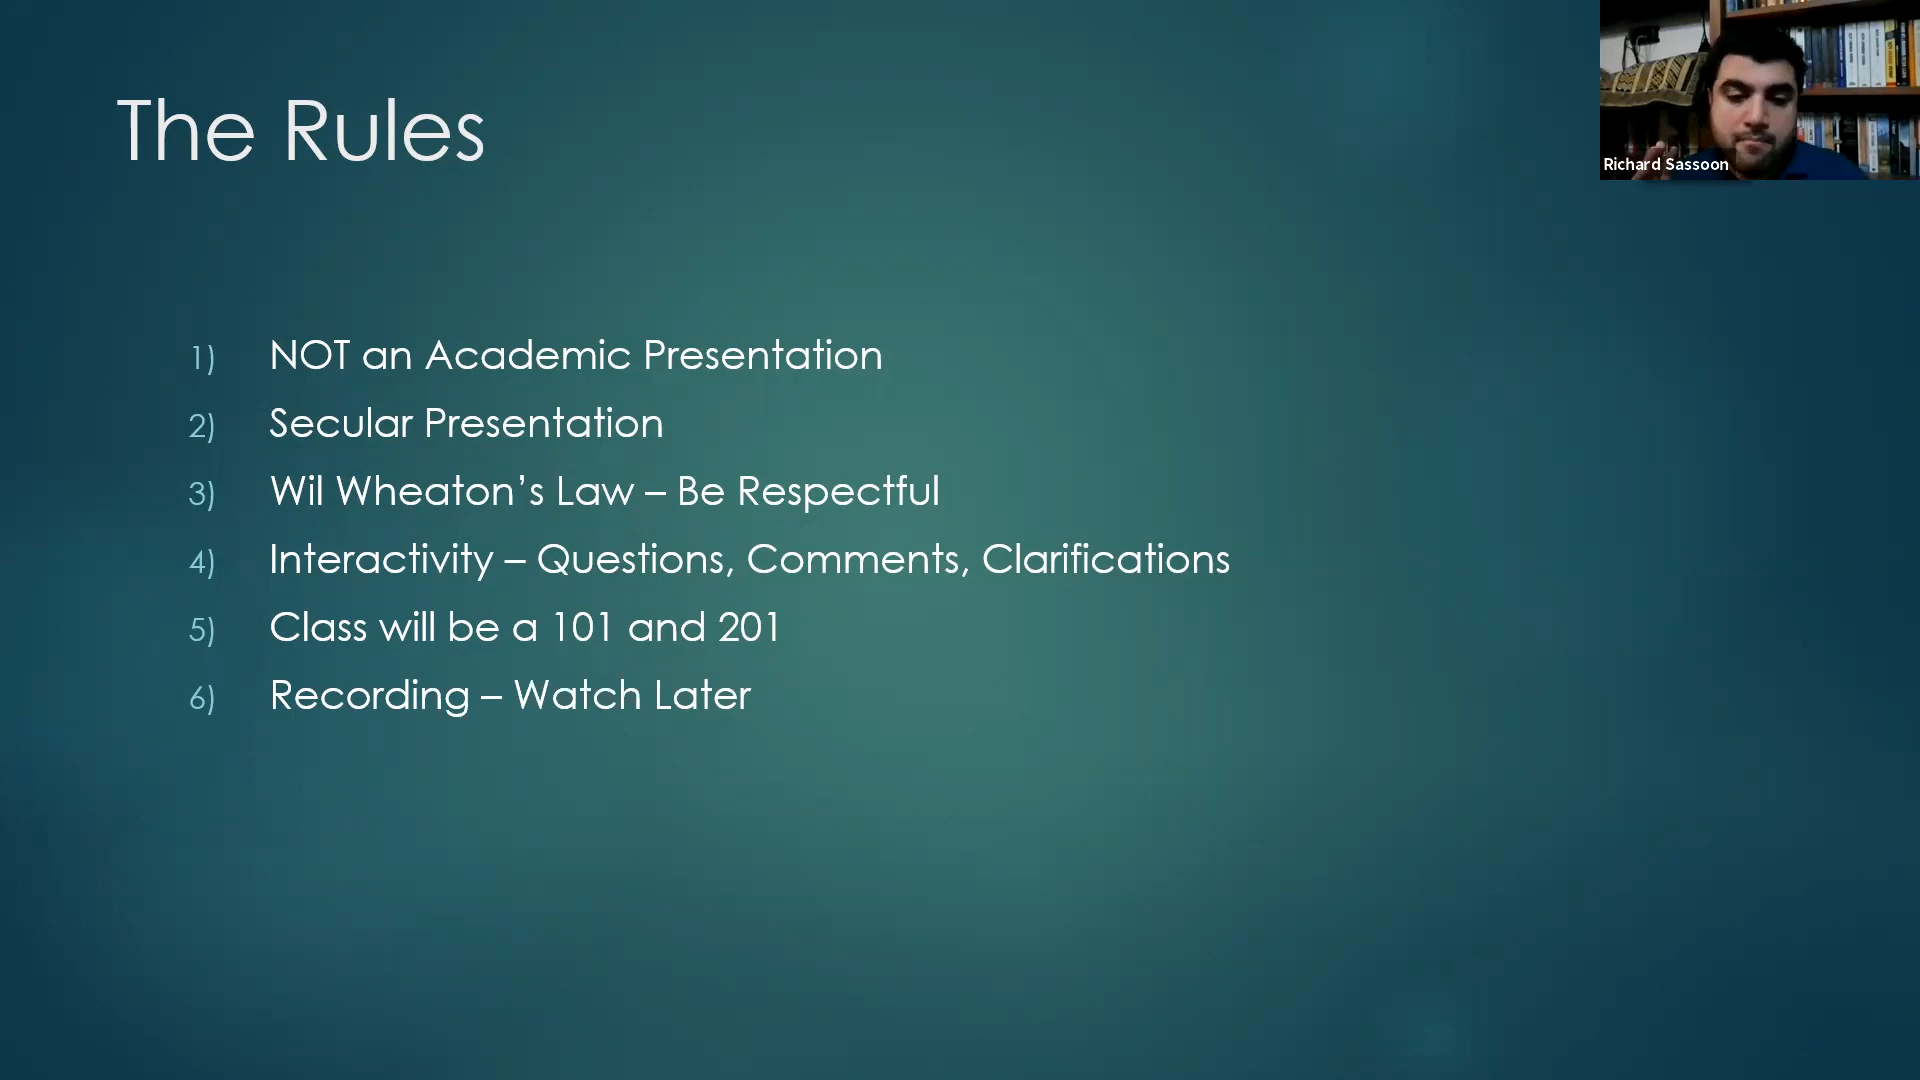 The Rules
1) NOT an Academic Presentation
2) Secular Presentation
3) Wil Wheaton’s Law – Be Respectful
4) Interactivity – Questions, Comments, Clarifications
5) Class will be a 101 and 201
6) Recording – Watch Later
Richard Sassoon